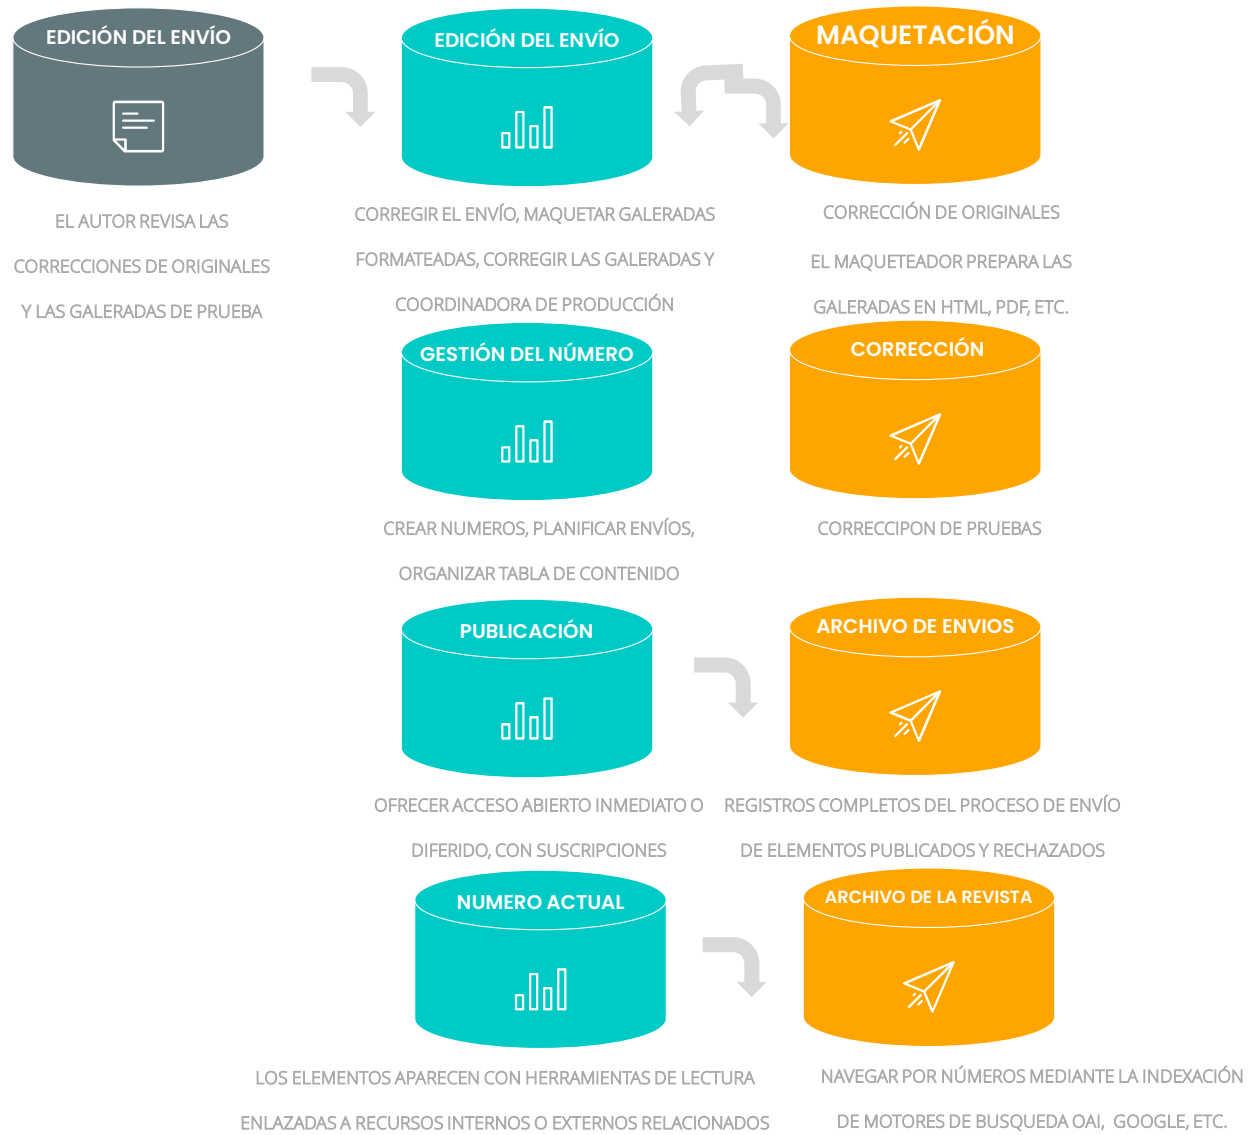 EDICIÓN DEL ENVÍO
EL AUTOR REVISA LAS
CORRECCIONES DE ORIGINALES
Y LAS GALERADAS DE PRUEBA
EDICIÓN DEL ENVÍO
CORREGIR EL ENVÍO, MAQUETAR GALERADAS
FORMATEADAS, CORREGIR LAS GALERADAS Y
COORDINADORA DE PRODUCCIÓN
MAQUETACIÓN
CORRECCIÓN DE ORIGINALES
EL MAQUETEADOR PREPARA LAS
GALERADAS EN HTML, PDF, ETC.
GESTIÓN DEL NÚMERO
CREAR NUMEROS, PLANIFICAR ENVÍOS,
ORGANIZAR TABLA DE CONTENIDO
CORRECCIÓN
CORRECCIPON DE PRUEBAS
PUBLICACIÓN
OFRECER ACCESO ABIERTO INMEDIATO O
DIFERIDO, CON SUSCRIPCIONES
ARCHIVO DE ENVIOS
REGISTROS COMPLETOS DEL PROCESO DE ENVÍO
DE ELEMENTOS PUBLICADOS Y RECHAZADOS
NUMERO ACTUAL
LOS ELEMENTOS APARECEN CON HERRAMIENTAS DE LECTURA
ENLAZADAS A RECURSOS INTERNOS O EXTERNOS RELACIONADOS
ARCHIVO DE LA REVISTA
NAVEGAR POR NÚMEROS MEDIANTE LA INDEXACIÓN
DE MOTORES DE BUSQUEDA OAI, GOOGLE, ETC.